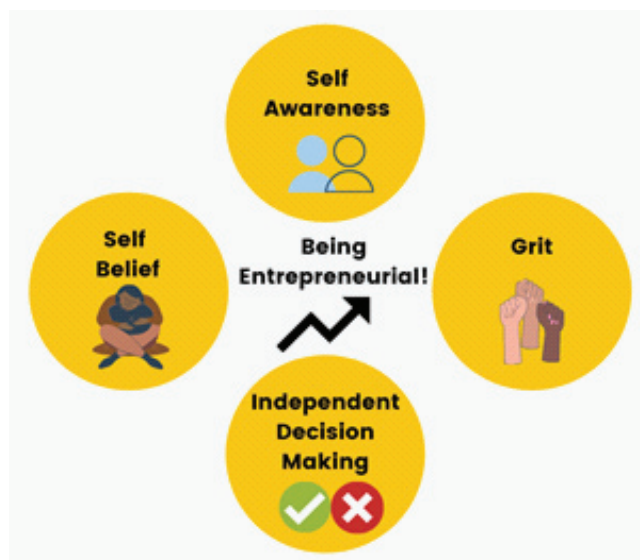 Self
Awareness
Self
Belief
Being
Entrepreneurial!
Grit
Independent
Decision
Making